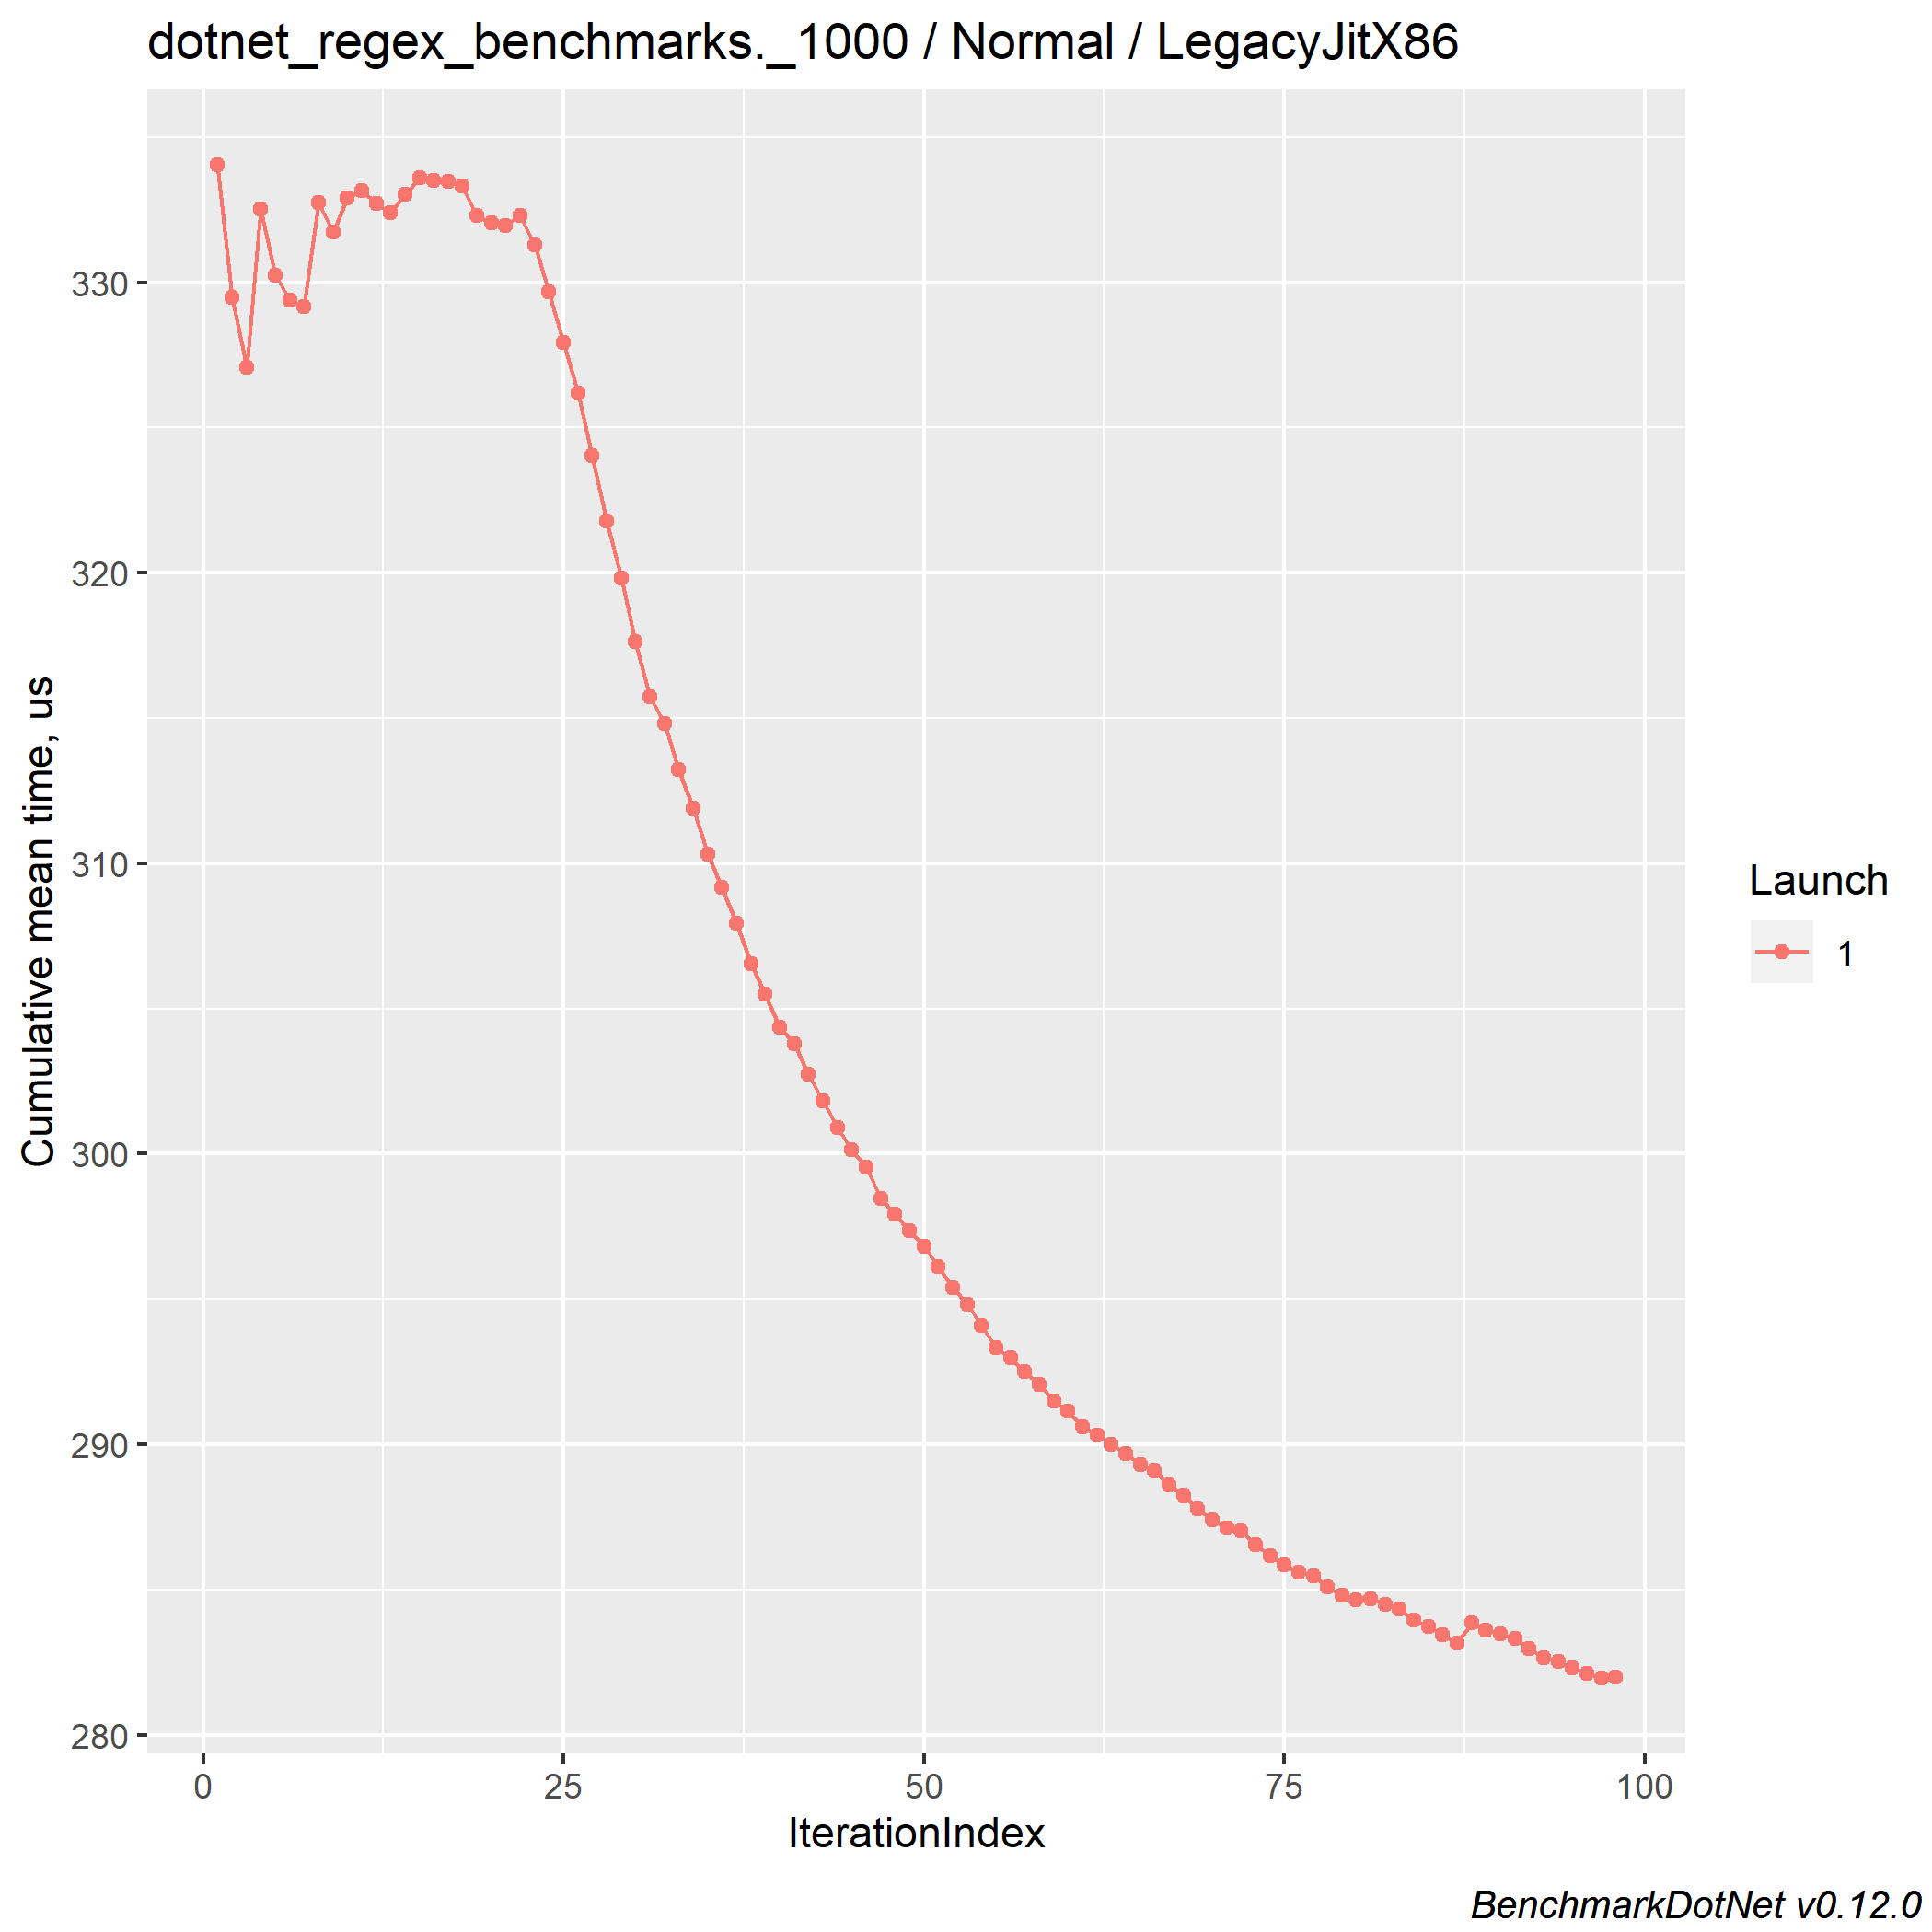 dotnet_regex_benchmarks._1000 / Normal / LegacyJitX86
Cumulative mean time, us
330
320
310
300
290
280
0
25
50
75
100
IterationIndex
Launch
1
BenchmarkDotNet v0.12.0